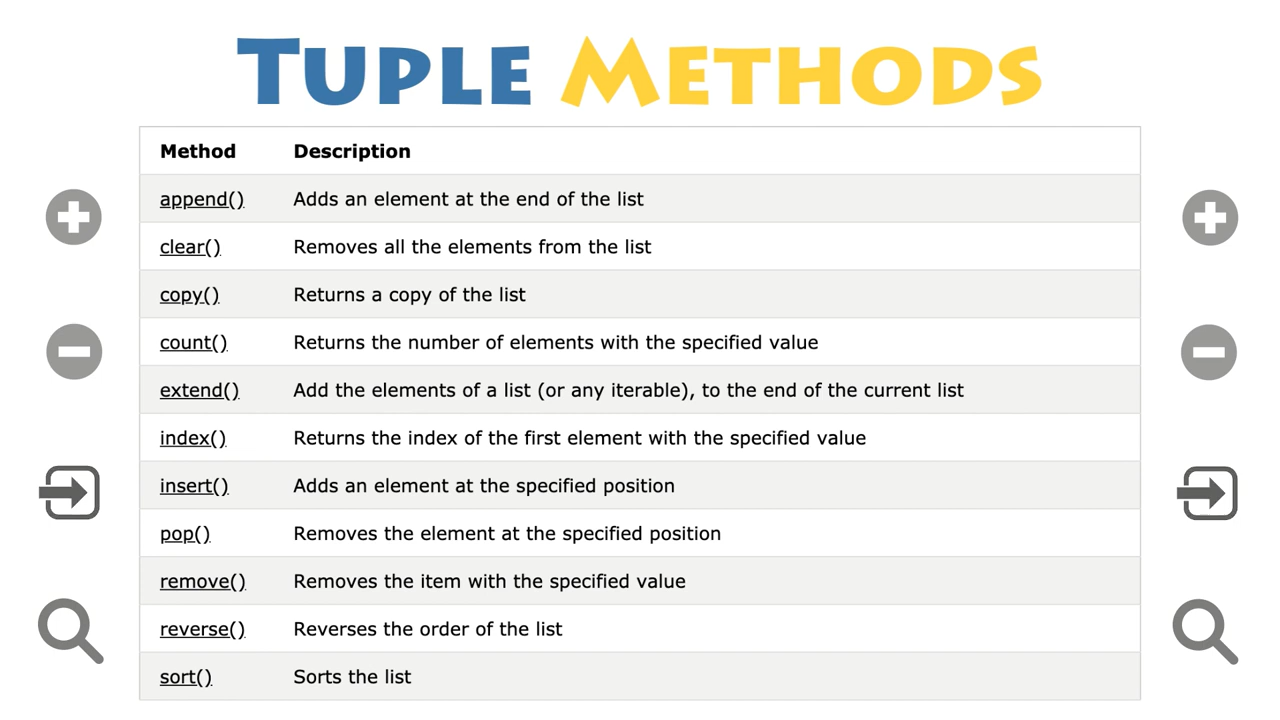 TUPLE METHODS
Method Description
append() Adds an element at the end of the list
clear() Removes all the elements from the list
copy() Returns a copy of the list
count() Returns the number of elements with the specified value
extend() Add the elements of a list (or any iterable), to the end of the current list
index() Returns the index of the first element with the specified value
insert() Adds an element at the specified position
pop() Removes the element at the specified position
remove() Removes the item with the specified value
reverse() Reverses the order of the list
sort() Sorts the list